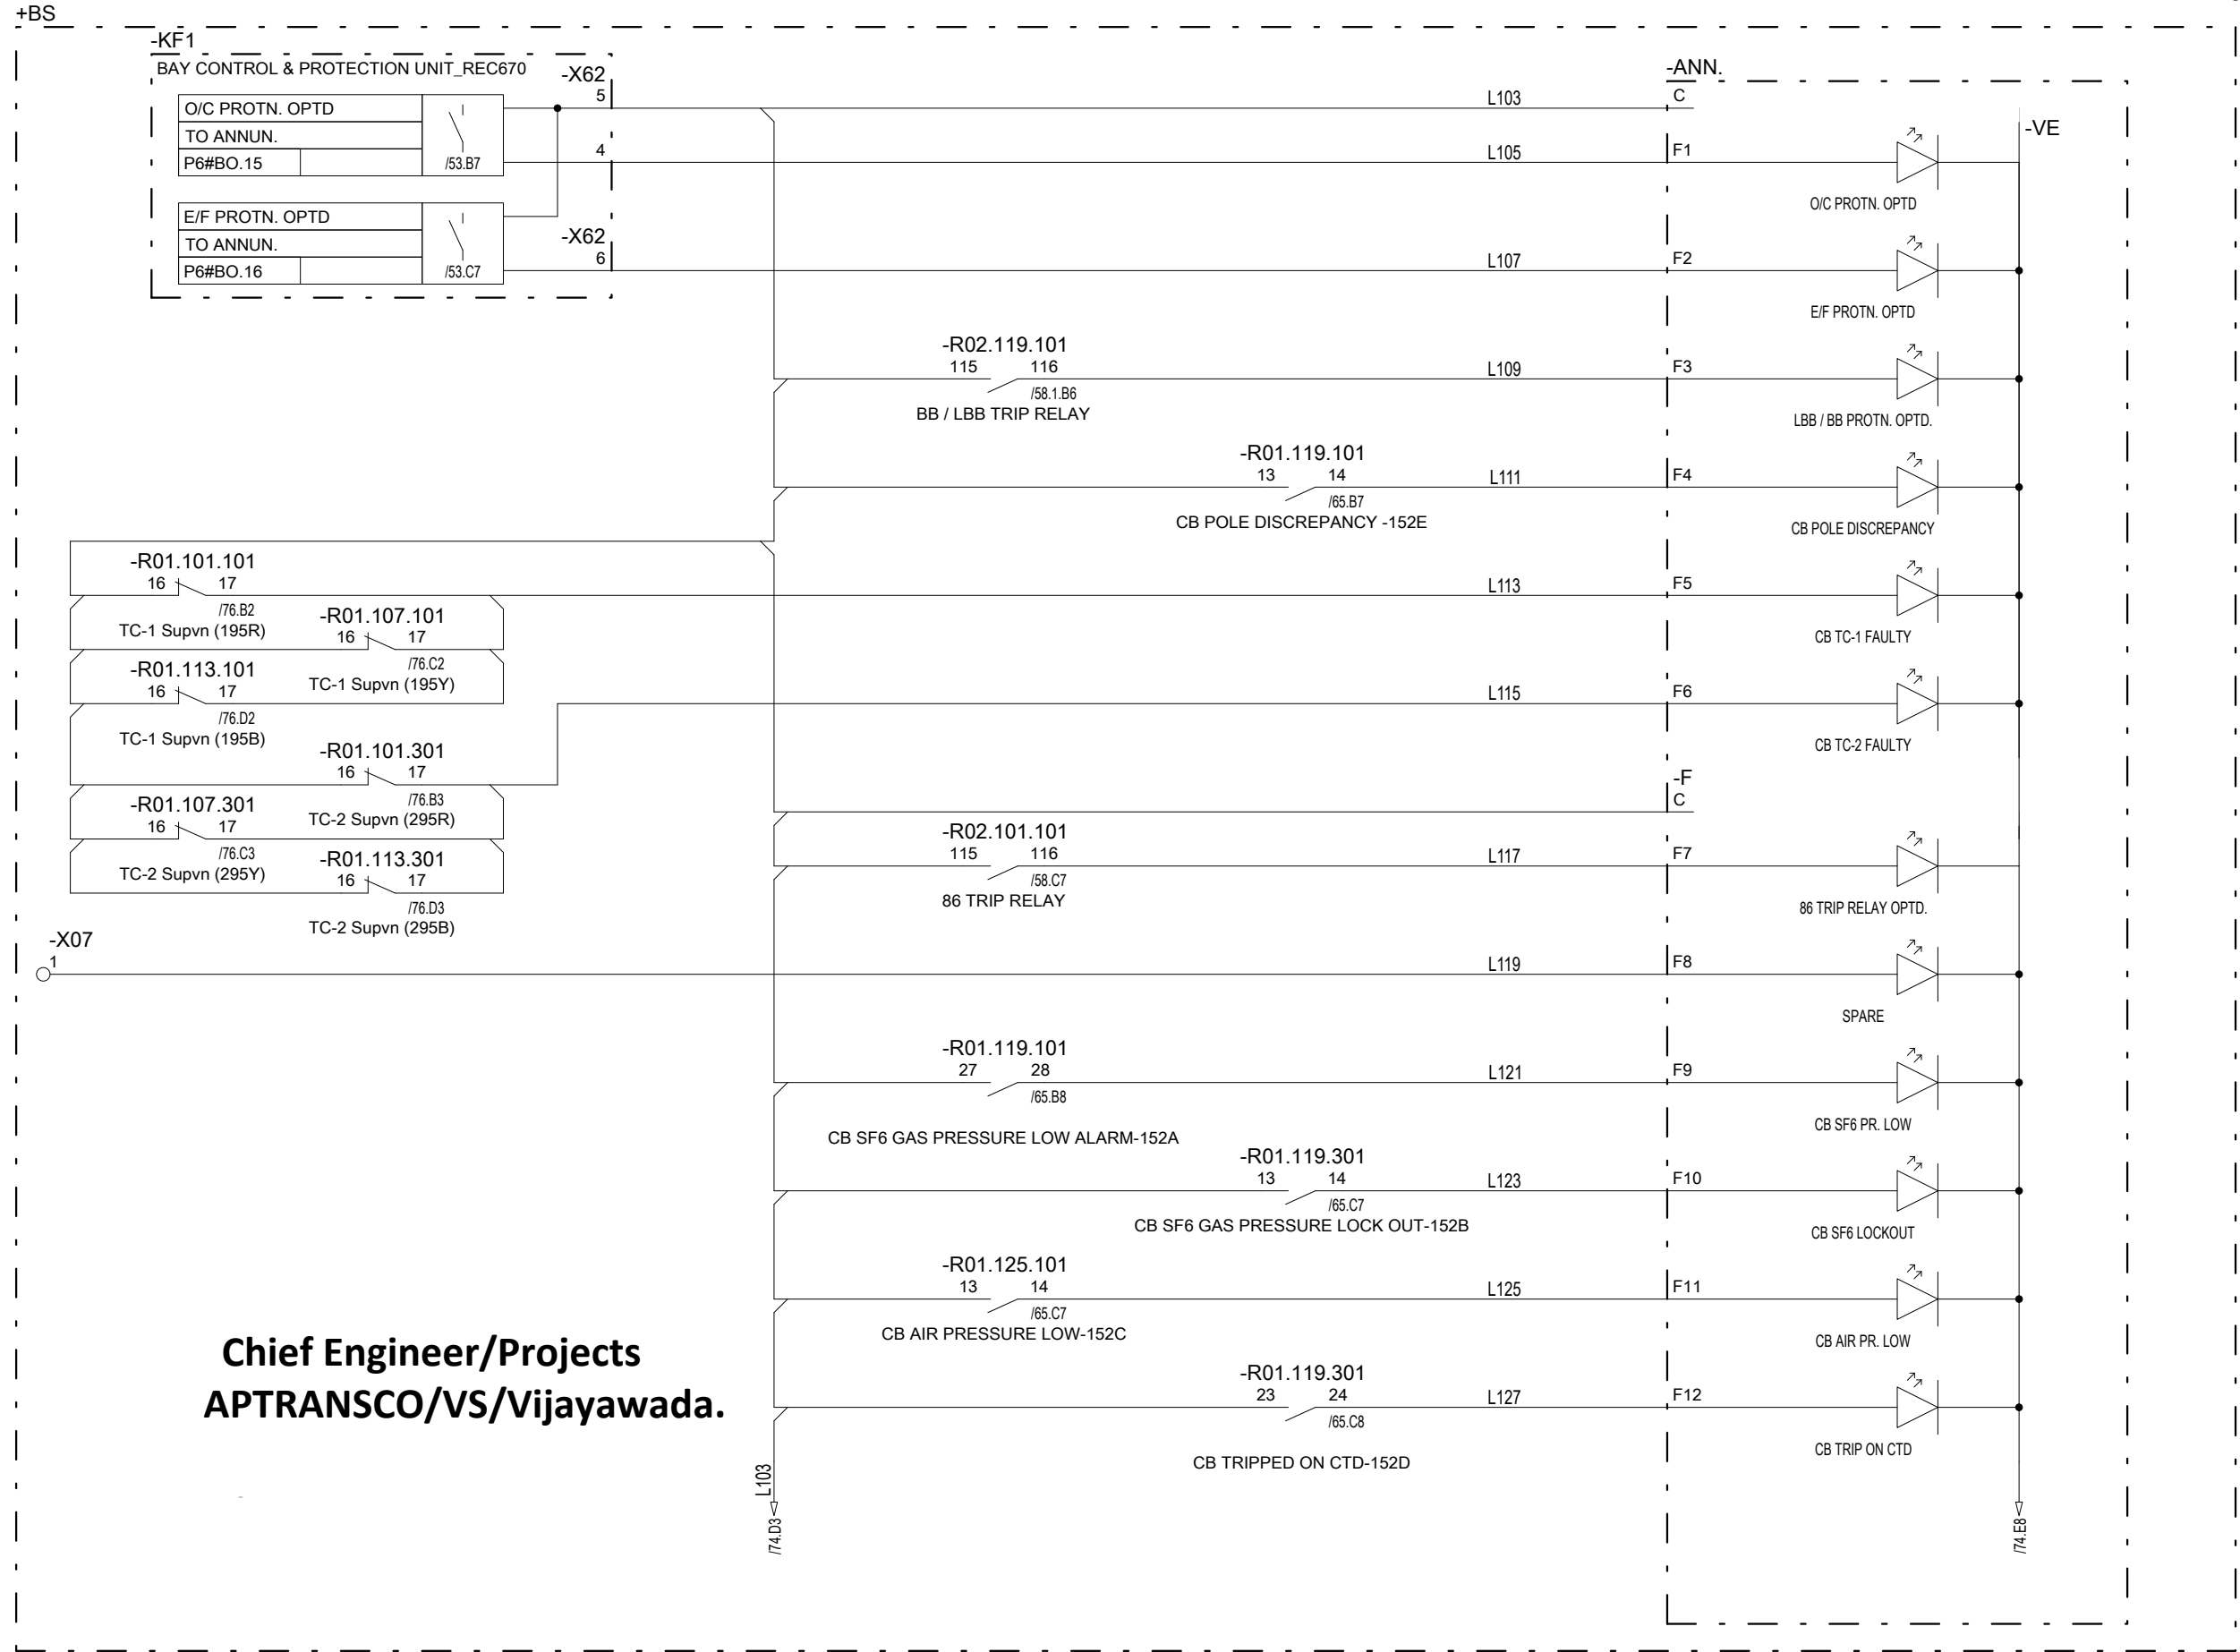 +BS
-KF1
BAY CONTROL & PROTECTION UNIT_REC670
-X62
5
O/C PROTN. OPTD
TO ANNUN.
P6#BO.15
/53.B7
4
E/F PROTN. OPTD
TO ANNUN.
P6#BO.16
/53.C7
-X62
6
-ANN.
L103
C
-VE
L105
F1
O/C PROTN. OPTD
L107
F2
E/F PROTN. OPTD
-R02.119.101
115 116
/58.1.B6
BB / LBB TRIP RELAY
L109
F3
LBB / BB PROTN. OPTD.
-R01.119.101
13 14
/65.B7
CB POLE DISCREPANCY -152E
L111
F4
CB POLE DISCREPANCY
-R01.101.101
16 17
/76.B2
TC-1 Supvn (195R)
L113
F5
CB TC-1 FAULTY
-R01.107.101
16 17
/76.C2
TC-1 Supvn (195Y)
-R01.113.101
16 17
/76.D2
TC-1 Supvn (195B)
L115
F6
CB TC-2 FAULTY
-R01.101.301
16 17
/76.B3
TC-2 Supvn (295R)
-F
C
-R01.107.301
16 17
/76.C3
TC-2 Supvn (295Y)
-R01.113.301
16 17
/76.D3
TC-2 Supvn (295B)
-R02.101.101
115 116
/58.C7
86 TRIP RELAY
L117
F7
86 TRIP RELAY OPTD.
-X07
1
L119
F8
SPARE
-R01.119.101
27 28
/65.B8
CB SF6 GAS PRESSURE LOW ALARM-152A
L121
F9
CB SF6 PR. LOW
-R01.119.301
13 14
/65.C7
CB SF6 GAS PRESSURE LOCK OUT-152B
L123
F10
CB SF6 LOCKOUT
-R01.125.101
13 14
/65.C7
CB AIR PRESSURE LOW-152C
L125
F11
CB AIR PR. LOW
-R01.119.301
23 24
/65.C8
CB TRIPPED ON CTD-152D
L127
F12
CB TRIP ON CTD
Chief Engineer/Projects
APTRANSCO/VS/Vijayawada.
L103
/74.D3
/74.E8